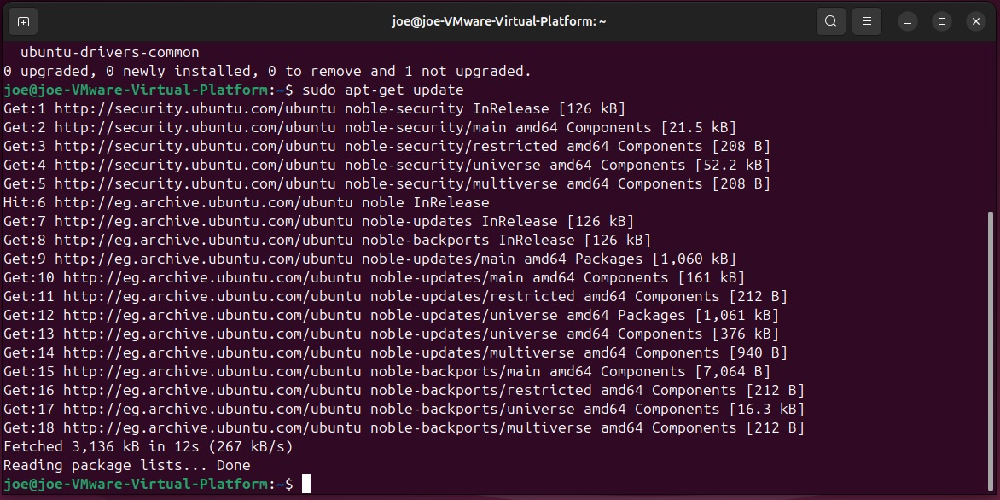 joe@joe-VMware-Virtual-Platform: ~
ubuntu-drivers-common
0 upgraded, 0 newly installed, 0 to remove and 1 not upgraded.
joe@joe-VMware-Virtual-Platform:~$ sudo apt-get update
Get:1 http://security.ubuntu.com/ubuntu noble-security InRelease [126 kB]
Get:2 http://security.ubuntu.com/ubuntu noble-security/main amd64 Components [21.5 kB]
Get:3 http://security.ubuntu.com/ubuntu noble-security/restricted amd64 Components [208 B]
Get:4 http://security.ubuntu.com/ubuntu noble-security/universe amd64 Components [52.2 kB]
Get:5 http://security.ubuntu.com/ubuntu noble-security/multiverse amd64 Components [208 B]
Hit:6 http://eg.archive.ubuntu.com/ubuntu noble InRelease
Get:7 http://eg.archive.ubuntu.com/ubuntu noble-updates InRelease [126 kB]
Get:8 http://eg.archive.ubuntu.com/ubuntu noble-backports InRelease [126 kB]
Get:9 http://eg.archive.ubuntu.com/ubuntu noble-updates/main amd64 Packages [1,060 kB]
Get:10 http://eg.archive.ubuntu.com/ubuntu noble-updates/main amd64 Components [161 kB]
Get:11 http://eg.archive.ubuntu.com/ubuntu noble-updates/restricted amd64 Components [212 B]
Get:12 http://eg.archive.ubuntu.com/ubuntu noble-updates/universe amd64 Packages [1,061 kB]
Get:13 http://eg.archive.ubuntu.com/ubuntu noble-updates/universe amd64 Components [376 kB]
Get:14 http://eg.archive.ubuntu.com/ubuntu noble-updates/multiverse amd64 Components [940 B]
Get:15 http://eg.archive.ubuntu.com/ubuntu noble-backports/main amd64 Components [7,064 B]
Get:16 http://eg.archive.ubuntu.com/ubuntu noble-backports/restricted amd64 Components [212 B]
Get:17 http://eg.archive.ubuntu.com/ubuntu noble-backports/universe amd64 Components [16.3 kB]
Get:18 http://eg.archive.ubuntu.com/ubuntu noble-backports/multiverse amd64 Components [212 B]
Fetched 3,136 kB in 12s (267 kB/s)
Reading package lists... Done
joe@joe-VMware-Virtual-Platform:~$